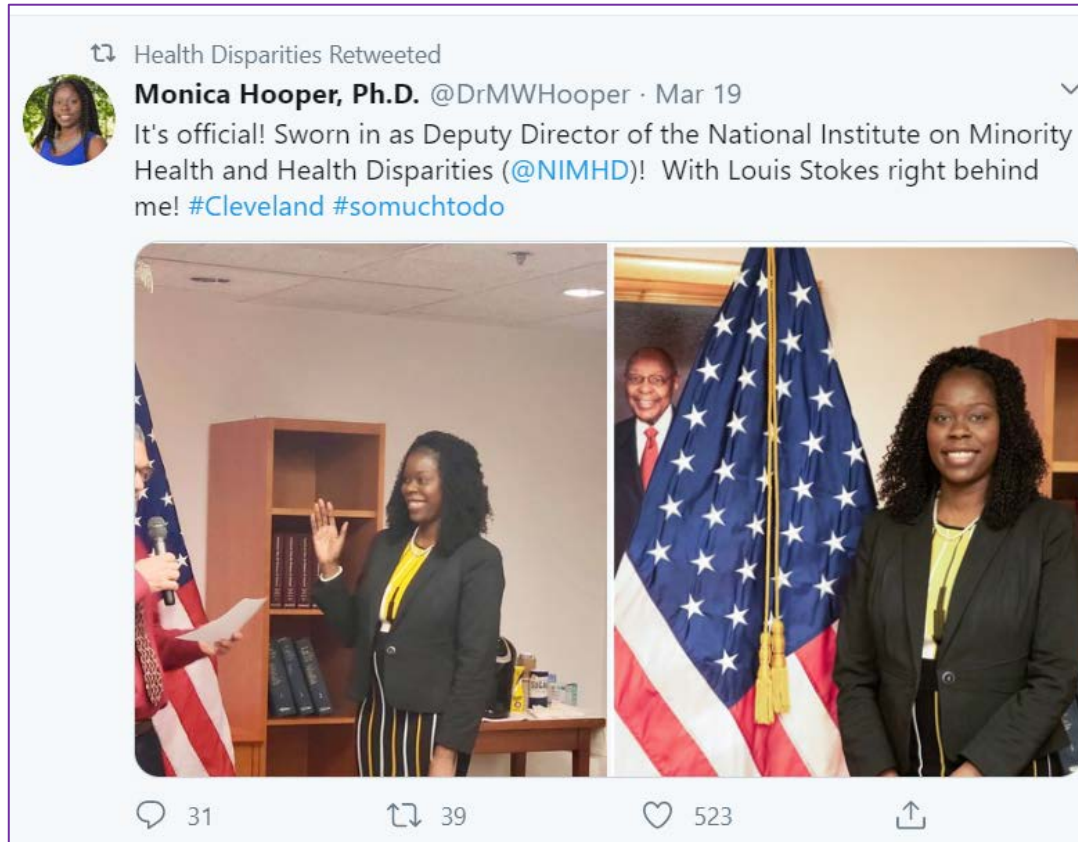 Health Disparities Retweeted
Monica Hooper, Ph.D. @DrMWHooper · Mar 19
It's official! Sworn in as Deputy Director of the National Institute on Minority
Health and Health Disparities (@NIMHD)!  With Louis Stokes right behind
me! #Cleveland #somuchtodo
31
39
523